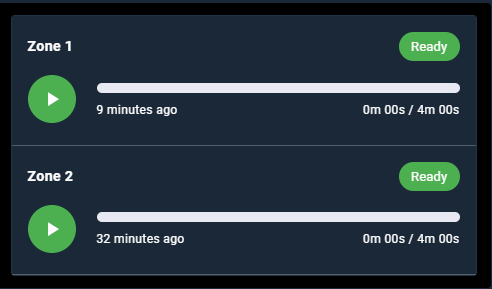 Zone 1
Ready
9 minutes ago
0m 00s / 4m 00s
Zone 2
Ready
32 minutes ago
0m 00s / 4m 00s